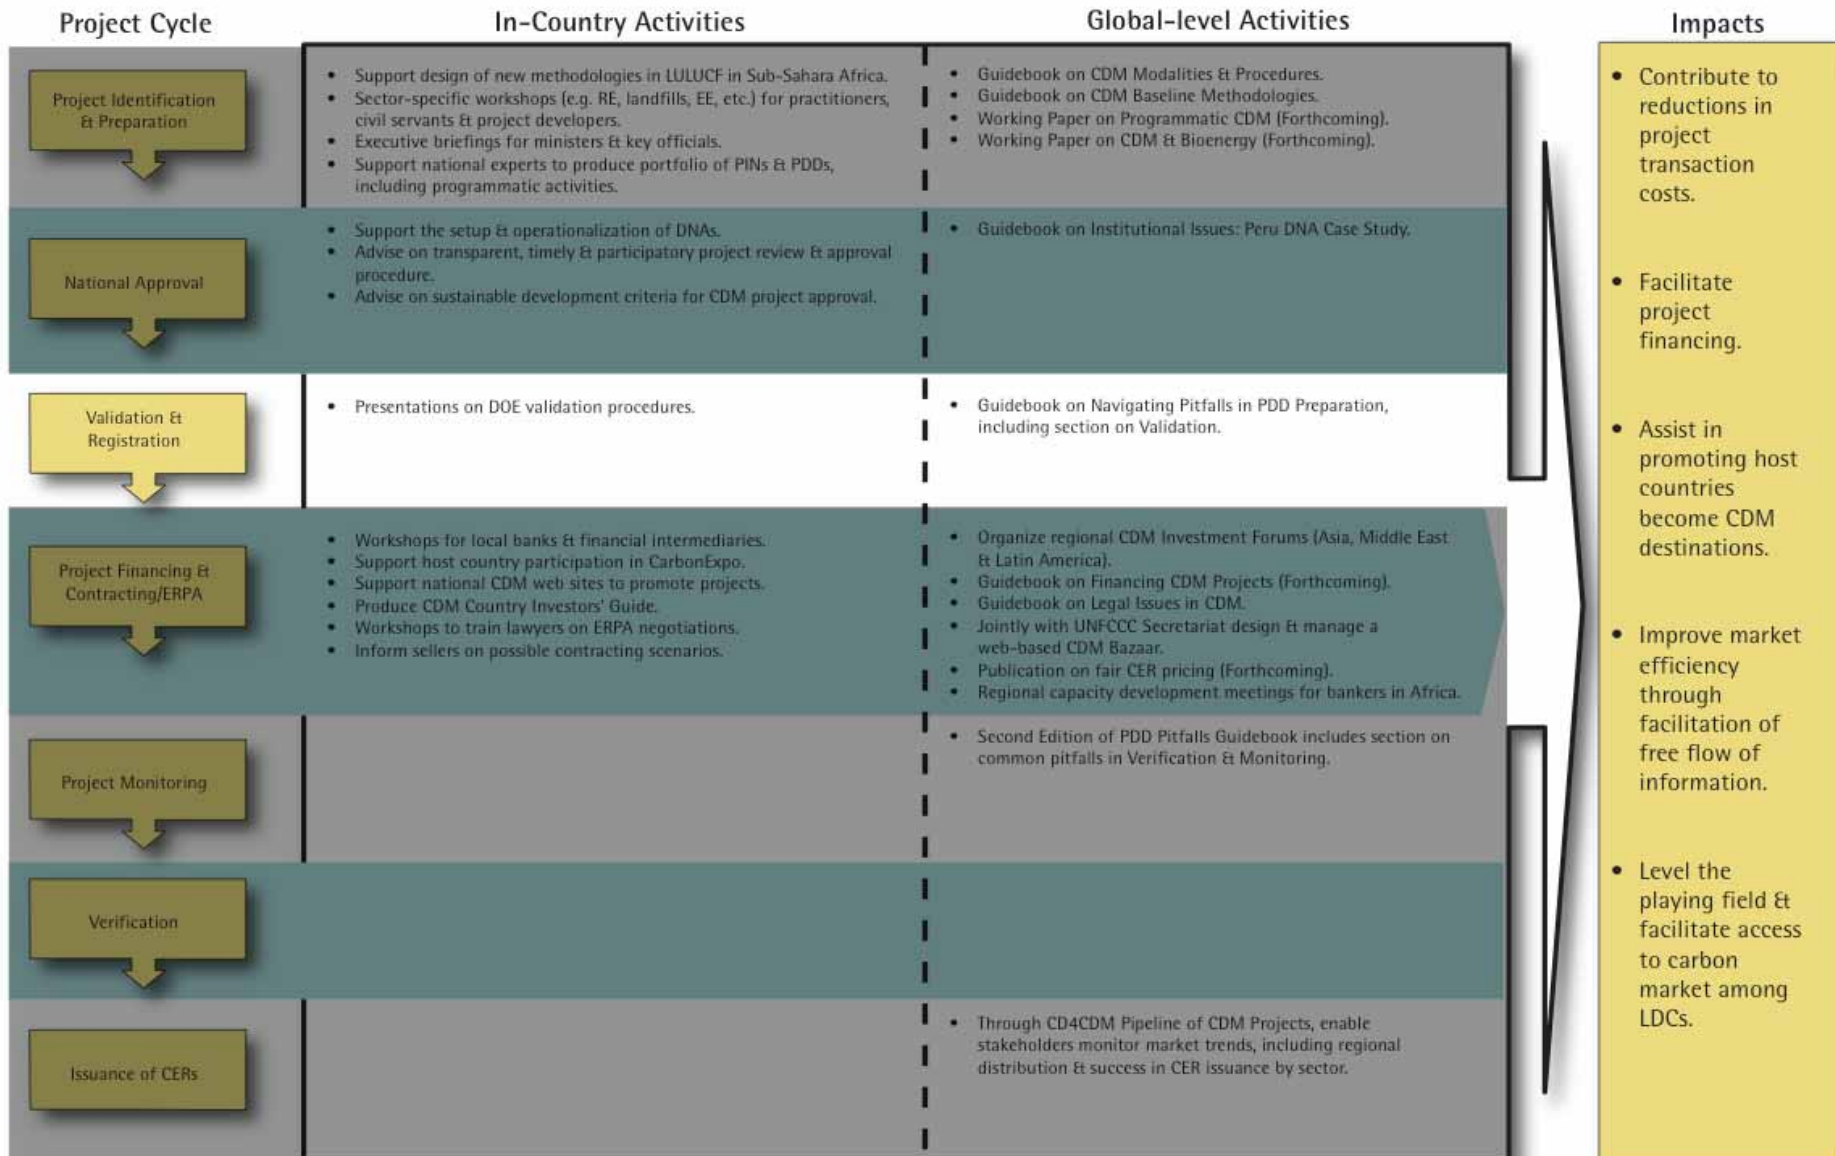 Project Cycle
In-Country Activities
Global-level Activities
Impacts
Project Identification
& Preparation
• Support design of new methodologies in LULUCF in Sub-Sahara Africa.
• Sector-specific workshops (e.g. RE, landfills, EE, etc.) for practitioners,
civil servants & project developers.
• Executive briefings for ministers & key officials.
• Support national experts to produce portfolio of PINs & PDDs,
including programmatic activities.
• Guidebook on CDM Modalities & Procedures.
• Guidebook on CDM Baseline Methodologies.
• Working Paper on Programmatic CDM (Forthcoming).
• Working Paper on CDM & Bioenergy (Forthcoming).
National Approval
• Support the setup & operationalization of DNAs.
• Advise on transparent, timely & participatory project review & approval
procedure.
• Advise on sustainable development criteria for CDM project approval.
• Guidebook on Institutional Issues: Peru DNA Case Study.
Validation &
Registration
• Presentations on DOE validation procedures.
• Guidebook on Navigating Pitfalls in PDD Preparation,
including section on Validation.
Project Financing &
Contracting/ERPA
• Workshops for local banks & financial intermediaries.
• Support host country participation in CarbonExpo.
• Support national CDM web sites to promote projects.
• Produce CDM Country Investors' Guide.
• Workshops to train lawyers on ERPA negotiations.
• Inform sellers on possible contracting scenarios.
• Organize regional CDM Investment Forums (Asia, Middle East
& Latin America).
• Guidebook on Financing CDM Projects (Forthcoming).
• Guidebook on Legal Issues in CDM.
• Jointly with UNFCCC Secretariat design & manage a
web-based CDM Bazaar.
• Publication on fair CER pricing (Forthcoming).
• Regional capacity development meetings for bankers in Africa.
Project Monitoring
• Second Edition of PDD Pitfalls Guidebook includes section on
common pitfalls in Verification & Monitoring.
Verification
Issuance of CERs
• Through CD4CDM Pipeline of CDM Projects, enable
stakeholders monitor market trends, including regional
distribution & success in CER issuance by sector.
• Contribute to
reductions in
project
transaction
costs.
• Facilitate
project
financing.
• Assist in
promoting host
countries
become CDM
destinations.
• Improve market
efficiency
through
facilitation of
free flow of
information.
• Level the
playing field &
facilitate access
to carbon
market among
LDCs.